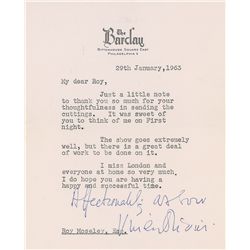 The
Barclay
RITTENHOUSE SQUARE EAST
PHILADELPHIA 3
29th January,1963
My dear Roy,
Just a little note
to thank you so much for your
thoughtfulness in sending the
cuttings. It was sweet of
you to think of me on First
night.
The show goes extremely
well, but there is a great deal
of work to be done on it.
I miss London and
everyone at home so very much,
I do hope you are having a
happy and successful time.
Affectionately as ever
Vivien Olivier
Roy Moseley, Esq.